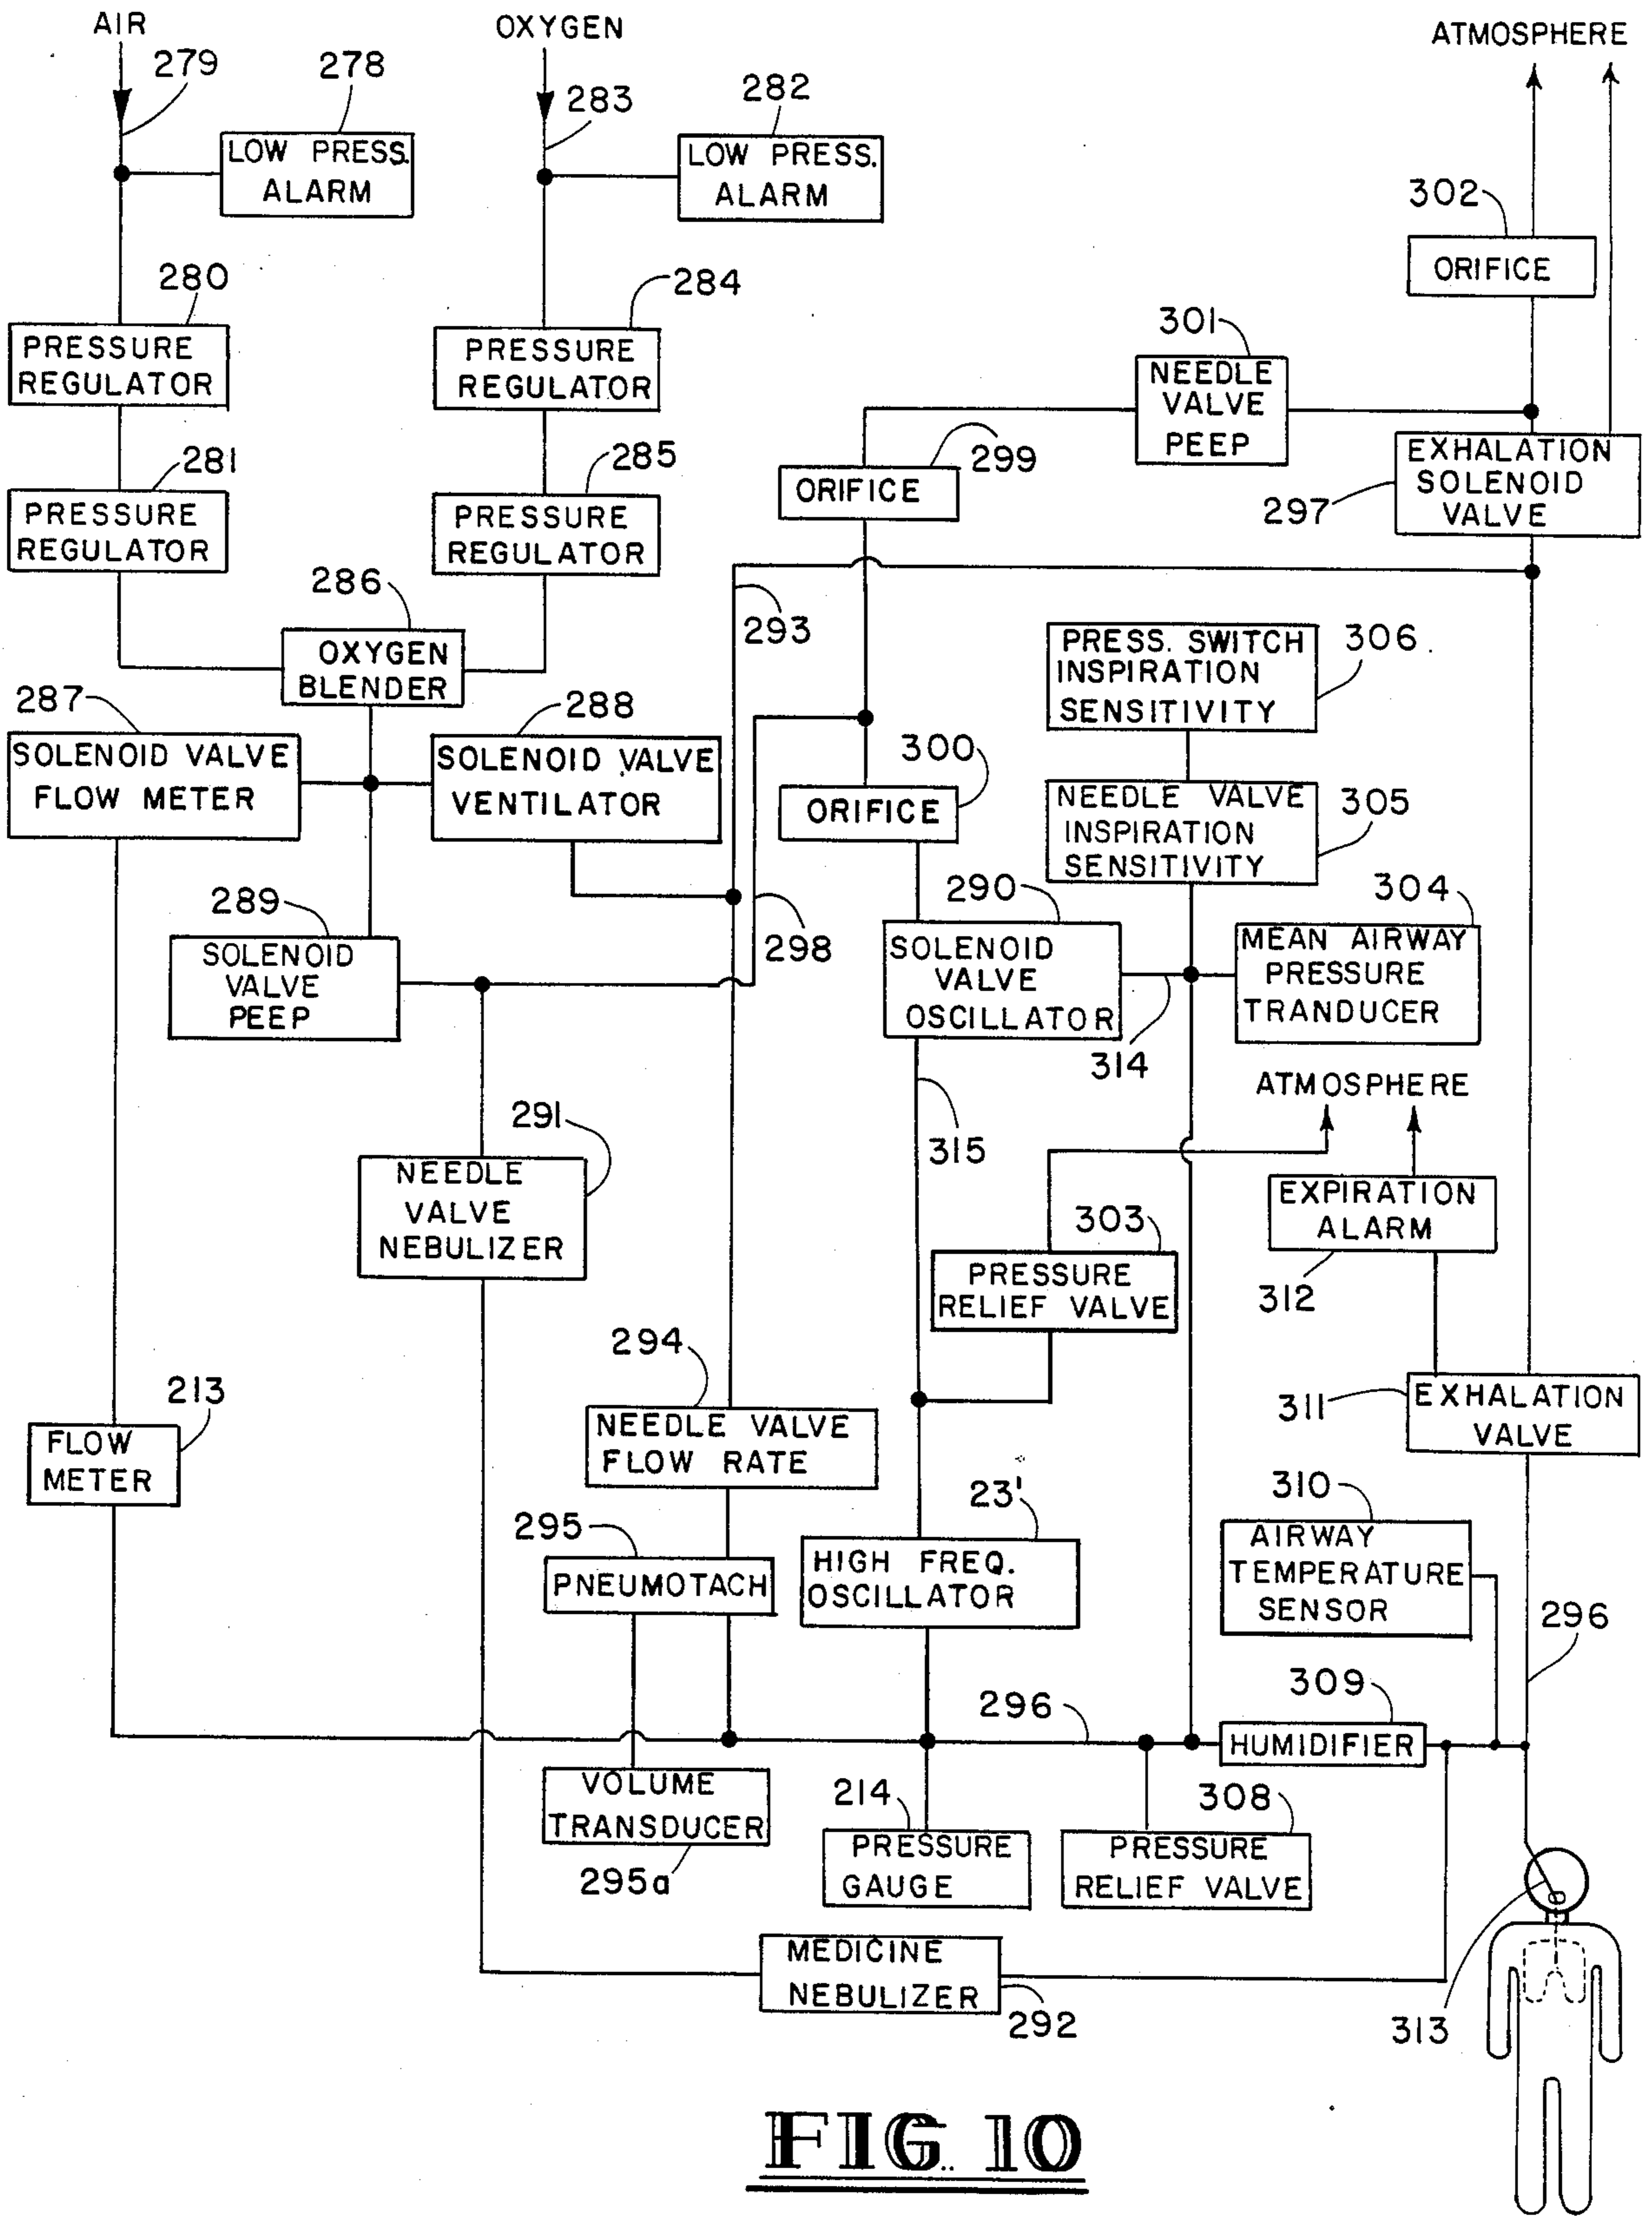 AIR
OXYGEN
ATMOSPHERE
279
278
283
282
LOW PRESS.
ALARM
LOW PRESS.
ALARM
302
ORIFICE
280
284
301
PRESSURE
REGULATOR
PRESSURE
REGULATOR
NEEDLE
VALVE
PEEP
281
285
299
ORIFICE
EXHALATION
SOLENOID
VALVE
297
PRESSURE
REGULATOR
PRESSURE
REGULATOR
286
OXYGEN
BLENDER
293
PRESS. SWITCH
INSPIRATION
SENSITIVITY
306
287
288
SOLENOID VALVE
FLOW METER
SOLENOID VALVE
VENTILATOR
300
ORIFICE
NEEDLE VALVE
INSPIRATION
SENSITIVITY
305
289
298
290
304
SOLENOID
VALVE
PEEP
SOLENOID
VALVE
OSCILLATOR
MEAN AIRWAY
PRESSURE
TRANDUCER
314
ATMOSPHERE
291
315
NEEDLE
VALVE
NEBULIZER
303
PRESSURE
RELIEF VALVE
EXPIRATION
ALARM
312
294
213
NEEDLE VALVE
FLOW RATE
311
EXHALATION
VALVE
FLOW
METER
295
23'
310
PNEUMOTACH
HIGH FREQ.
OSCILLATOR
AIRWAY
TEMPERATURE
SENSOR
296
296
309
HUMIDIFIER
VOLUME
TRANSDUCER
295a
214
PRESSURE
GAUGE
308
PRESSURE
RELIEF VALVE
MEDICINE
NEBULIZER
292
313
FIG. 10